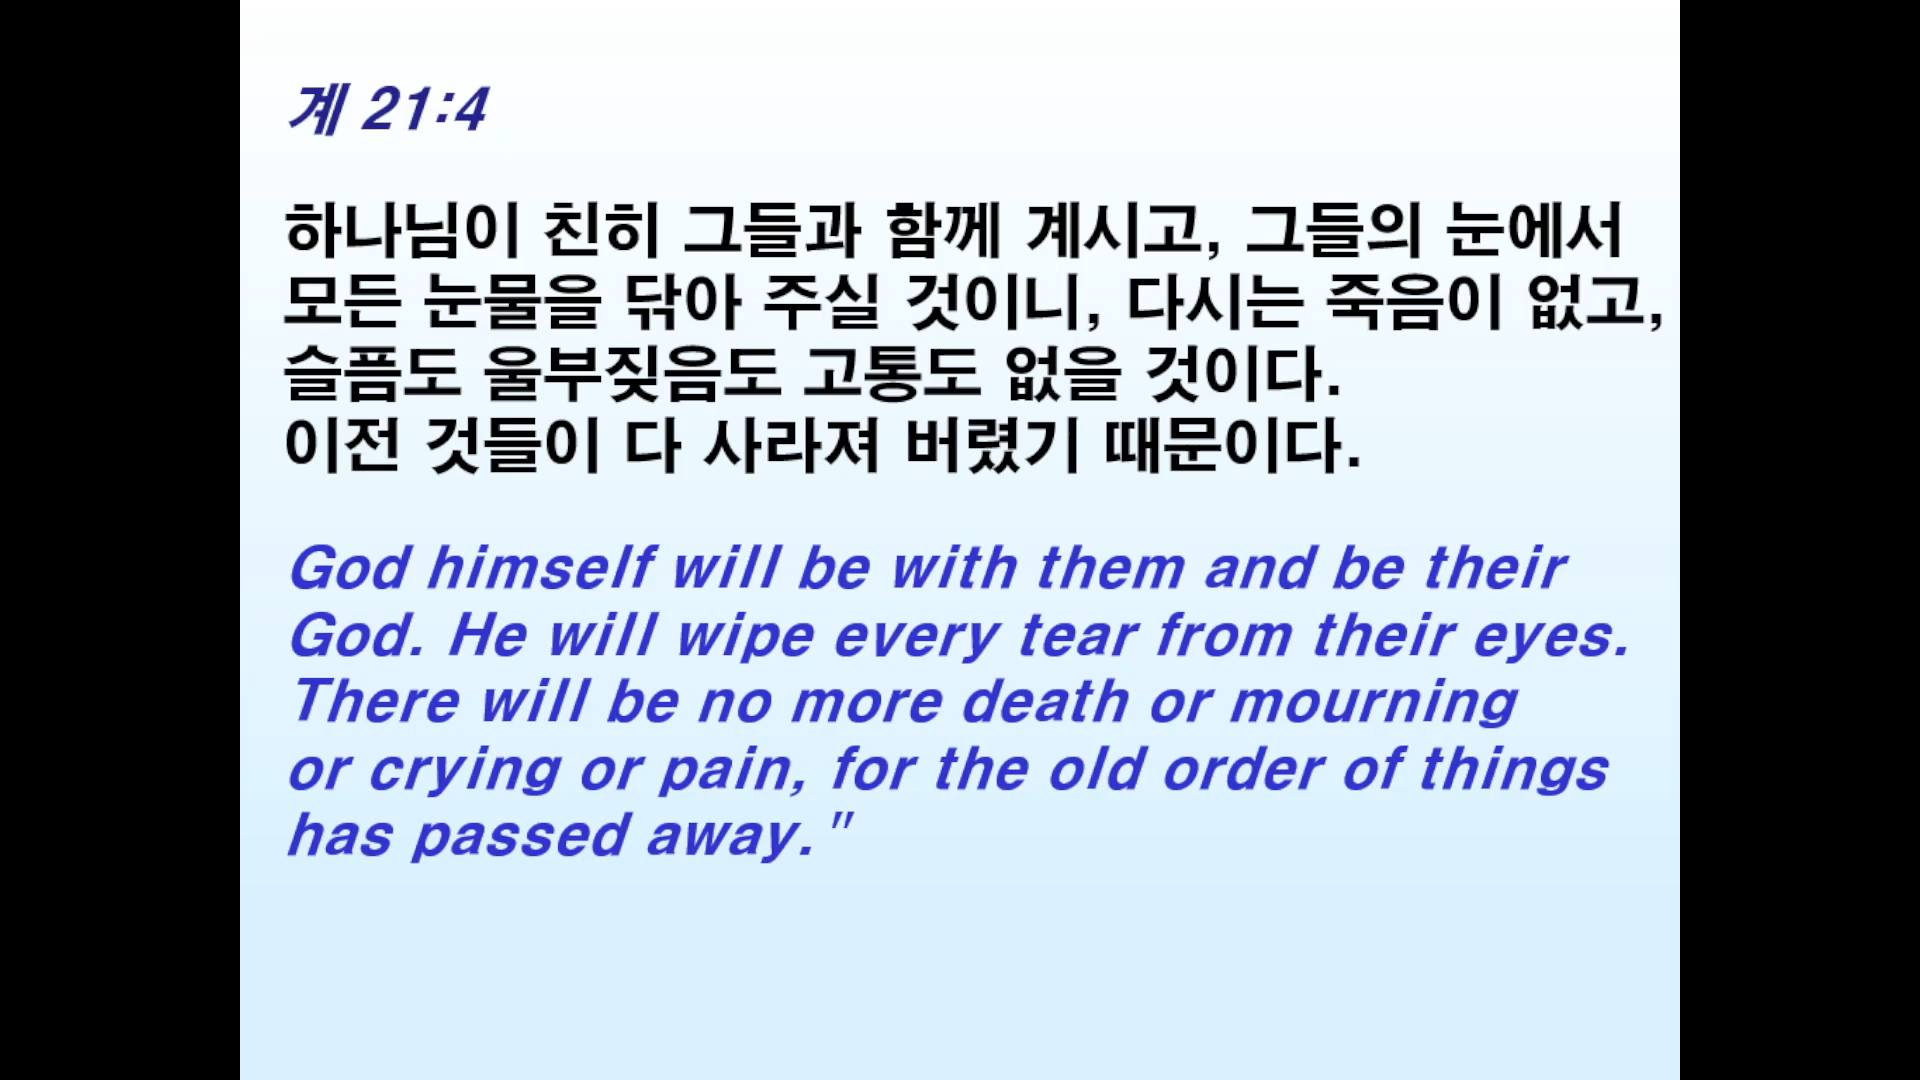 계 21:4
하나님이 친히 그들과 함께 계시고, 그들의 눈에서
모든 눈물을 닦아 주실 것이니, 다시는 죽음이 없고,
슬픔도 울부짖음도 고통도 없을 것이다.
이전 것들이 다 사라져 버렸기 때문이다.
God himself will be with them and be their
God. He will wipe every tear from their eyes.
There will be no more death or mourning
or crying or pain, for the old order of things
has passed away."